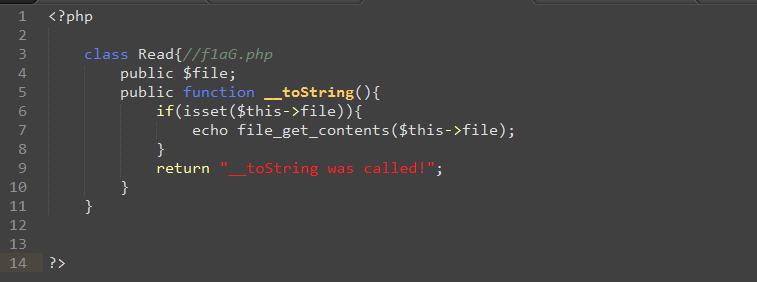 1 <?php
2
3 class Read{//f1aG.php
4 public $file;
5 public function __toString(){
6 if(isset($this->file)){
7 echo file_get_contents($this->file);
8 }
9 return "__toString was called!";
10 }
11 }
12
13
14 ?>